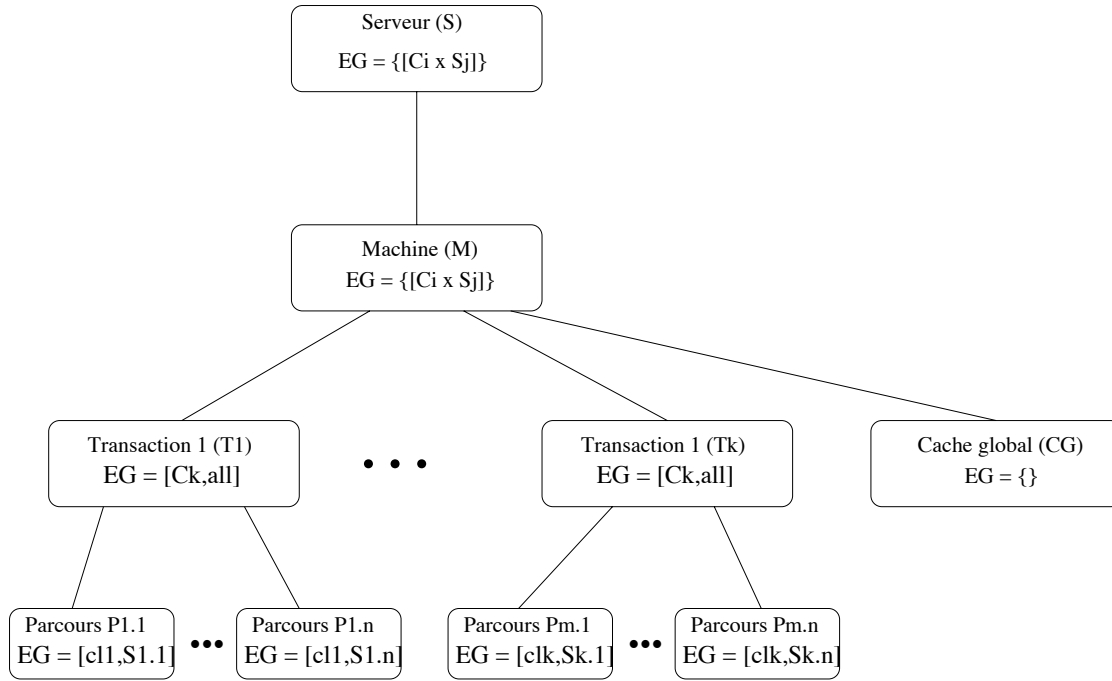 Serveur (S)
EG = {[Ci x Sj]}
Machine (M)
EG = {[Ci x Sj]}
Transaction 1 (T1)
EG = [Ck,all]
• • •
Transaction 1 (Tk)
EG = [Ck,all]
Cache global (CG)
EG = {}
Parcours P1.1
EG = [cl1,S1.1]
•••
Parcours P1.n
EG = [cl1,S1.n]
Parcours Pm.1
EG = [clk,Sk.1]
•••
Parcours Pm.n
EG = [clk,Sk.n]